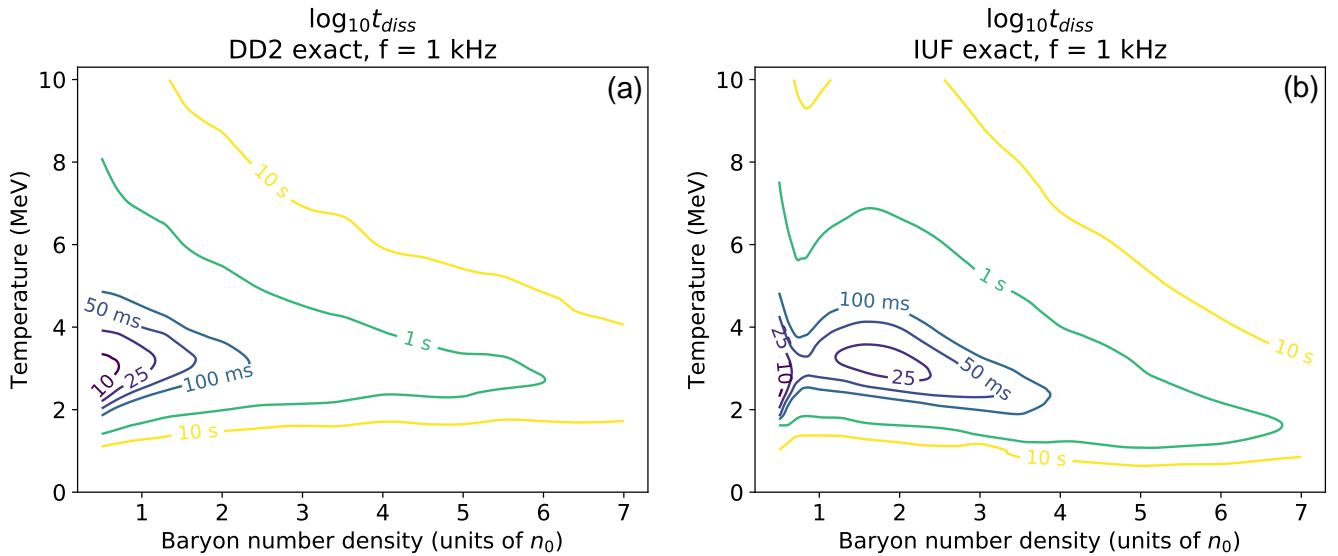 log₁₀t_diss
DD2 exact, f = 1 kHz
(a)
Temperature (MeV)
10
8
6
4
2
0
10 s
1 s
50 ms
100 ms
25
10
10 s
1
2
3
4
5
6
7
Baryon number density (units of n₀)
log₁₀t_diss
IUF exact, f = 1 kHz
(b)
Temperature (MeV)
10
8
6
4
2
0
10 s
1 s
100 ms
50 ms
25
25
10
10 s
1
2
3
4
5
6
7
Baryon number density (units of n₀)